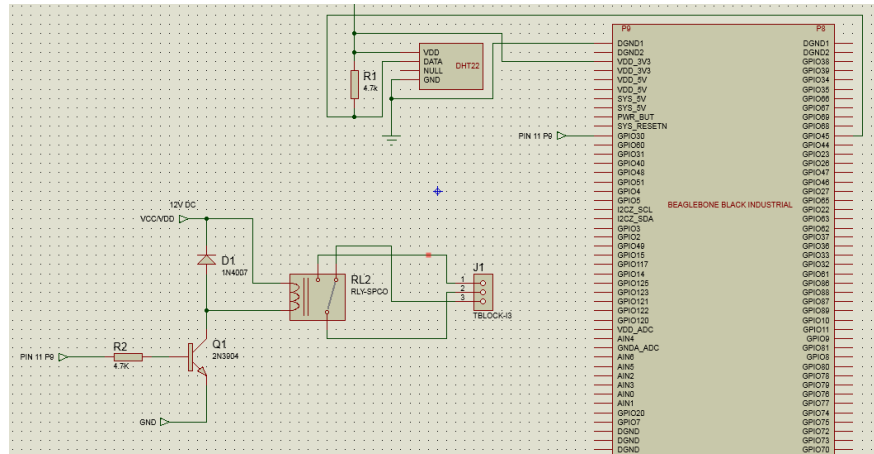 P9
P8
DGND1
DGND2
VDD_3V3
VDD_3V3
VDD_5V
VDD_5V
SYS_5V
SYS_5V
PWR_BUT
SYS_RESETN
GPIO30
GPIO60
GPIO31
GPIO40
GPIO48
GPIO51
GPIO4
GPIO5
I2CZ_SCL
I2CZ_SDA
GPIO3
GPIO2
GPIO49
GPIO15
GPIO117
GPIO14
GPIO125
GPIO123
GPIO121
GPIO122
GPIO120
VDD_ADC
AIN4
GNDA_ADC
AIN6
AIN5
AIN2
AIN3
AIN0
AIN1
GPIO20
GPIO7
DGND
DGND
DGND
DGND1
DGND2
GPIO38
GPIO39
GPIO34
GPIO35
GPIO66
GPIO67
GPIO69
GPIO68
GPIO45
GPIO44
GPIO23
GPIO26
GPIO47
GPIO46
GPIO27
GPIO65
GPIO22
GPIO63
GPIO62
GPIO37
GPIO36
GPIO33
GPIO32
GPIO61
GPIO86
GPIO88
GPIO87
GPIO89
GPIO10
GPIO11
GPIO9
GPIO81
GPIO8
GPIO80
GPIO78
GPIO79
GPIO76
GPIO77
GPIO74
GPIO75
GPIO72
GPIO73
GPIO70
BEAGLEBONE BLACK INDUSTRIAL
VDD
DATA
NULL
GND
DHT22
R1
4.7k
PIN 11 P9
12V DC
VCC/VDD
D1
1N4007
RL2
RLY-SPCO
J1
1
2
3
TBLOCK-I3
PIN 11 P9
R2
4.7K
Q1
2N3904
GND